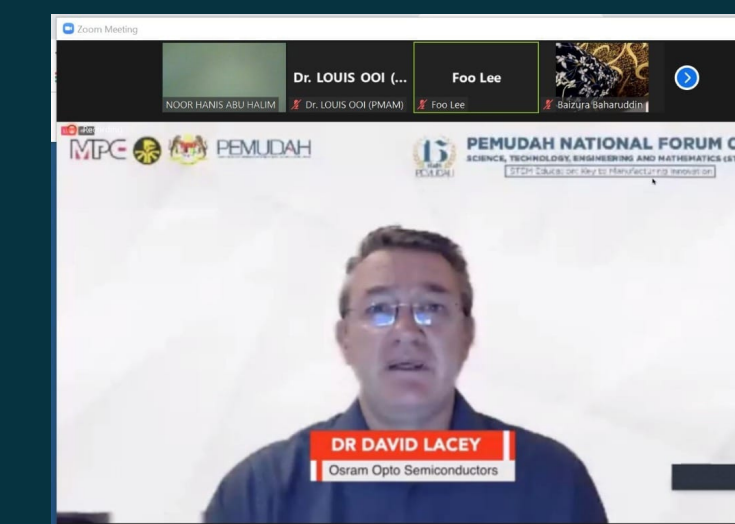 Zoom Meeting
Dr. LOUIS OOI (...
Foo Lee
NOOR HANIS ABU HALIM
Dr. LOUIS OOI (PMAM)
Foo Lee
Baizura Baharuddin
MPC
PEMUDAH
15
PEMUDAH
PEMUDAH NATIONAL FORUM O
SCIENCE, TECHNOLOGY, ENGINEERING AND MATHEMATICS (ST
STEM Education: Key to Manufacturing Innovation
DR DAVID LACEY
Osram Opto Semiconductors